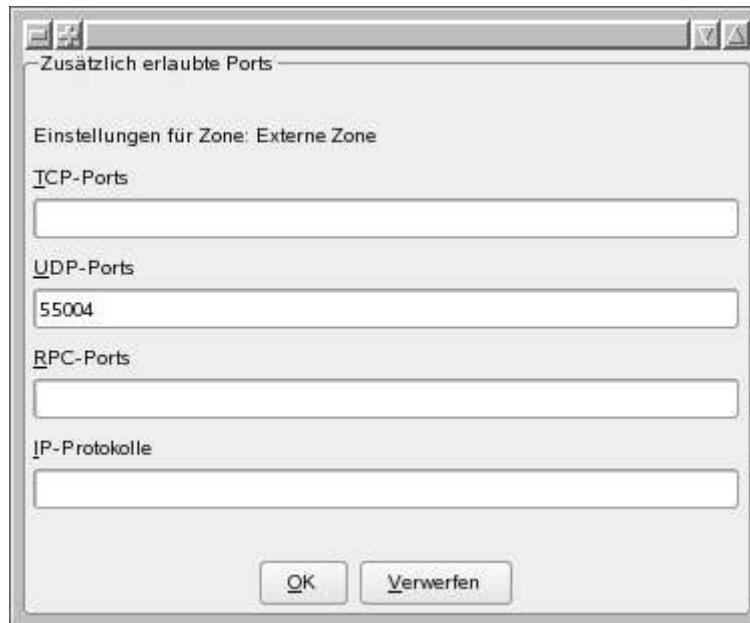 Zusätzlich erlaubte Ports
Einstellungen für Zone: Externe Zone
TCP-Ports
UDP-Ports
55004
RPC-Ports
IP-Protokolle
OK
Verwerfen